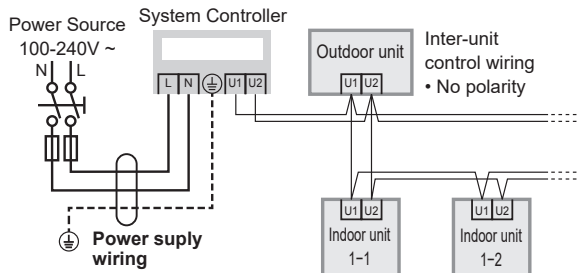 Power Source
100-240V ~
N L
System Controller
L N U1 U2
Outdoor unit
U1 U2
Inter-unit
control wiring
• No polarity
Power suply
wiring
U1 U2
Indoor unit
1−1
U1 U2
Indoor unit
1−2